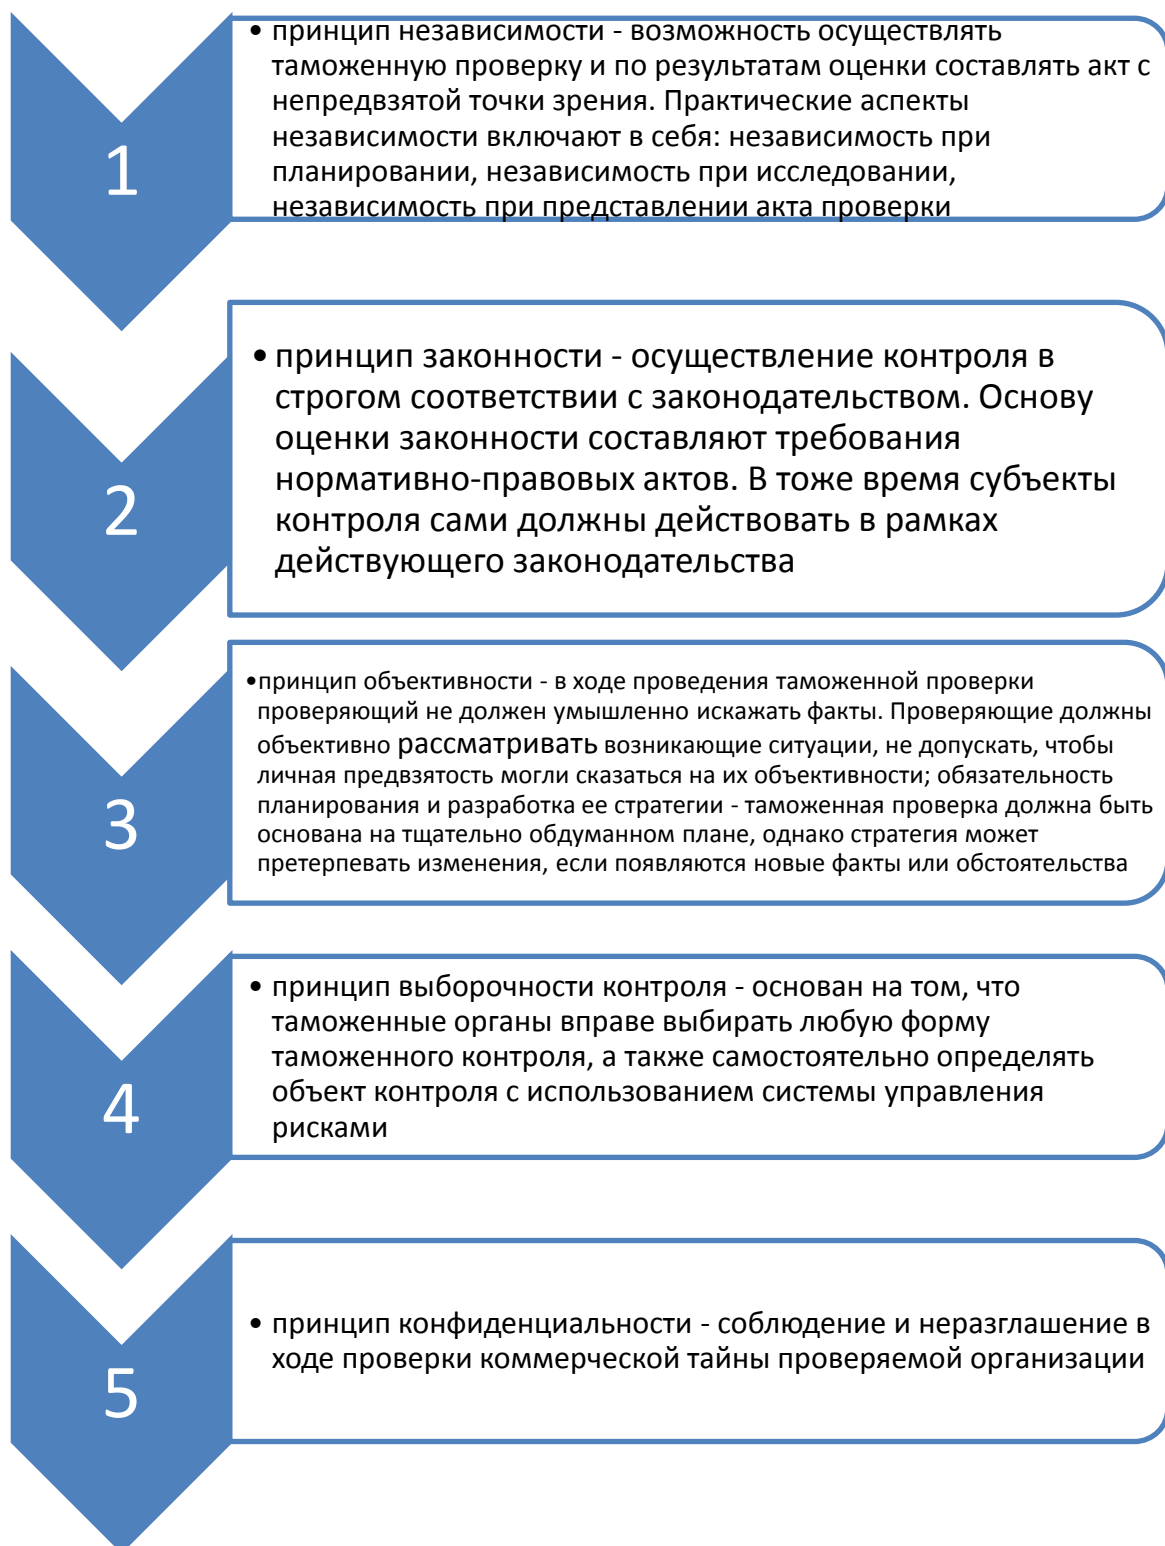 1
• принцип независимости - возможность осуществлять
таможенную проверку и по результатам оценки составлять акт с
непредвзятой точки зрения. Практические аспекты
независимости включают в себя: независимость при
планировании, независимость при исследовании,
независимость при представлении акта проверки
2
• принцип законности - осуществление контроля в
строгом соответствии с законодательством. Основу
оценки законности составляют требования
нормативно-правовых актов. В тоже время субъекты
контроля сами должны действовать в рамках
действующего законодательства
3
•принцип объективности - в ходе проведения таможенной проверки
проверяющий не должен умышленно искажать факты. Проверяющие должны
объективно рассматривать возникающие ситуации, не допускать, чтобы
личная предвзятость могли сказаться на их объективности; обязательность
планирования и разработка ее стратегии - таможенная проверка должна быть
основана на тщательно обдуманном плане, однако стратегия может
претерпевать изменения, если появляются новые факты или обстоятельства
4
• принцип выборочности контроля - основан на том, что
таможенные органы вправе выбирать любую форму
таможенного контроля, а также самостоятельно определять
объект контроля с использованием системы управления
рисками
5
• принцип конфиденциальности - соблюдение и неразглашение в
ходе проверки коммерческой тайны проверяемой организации